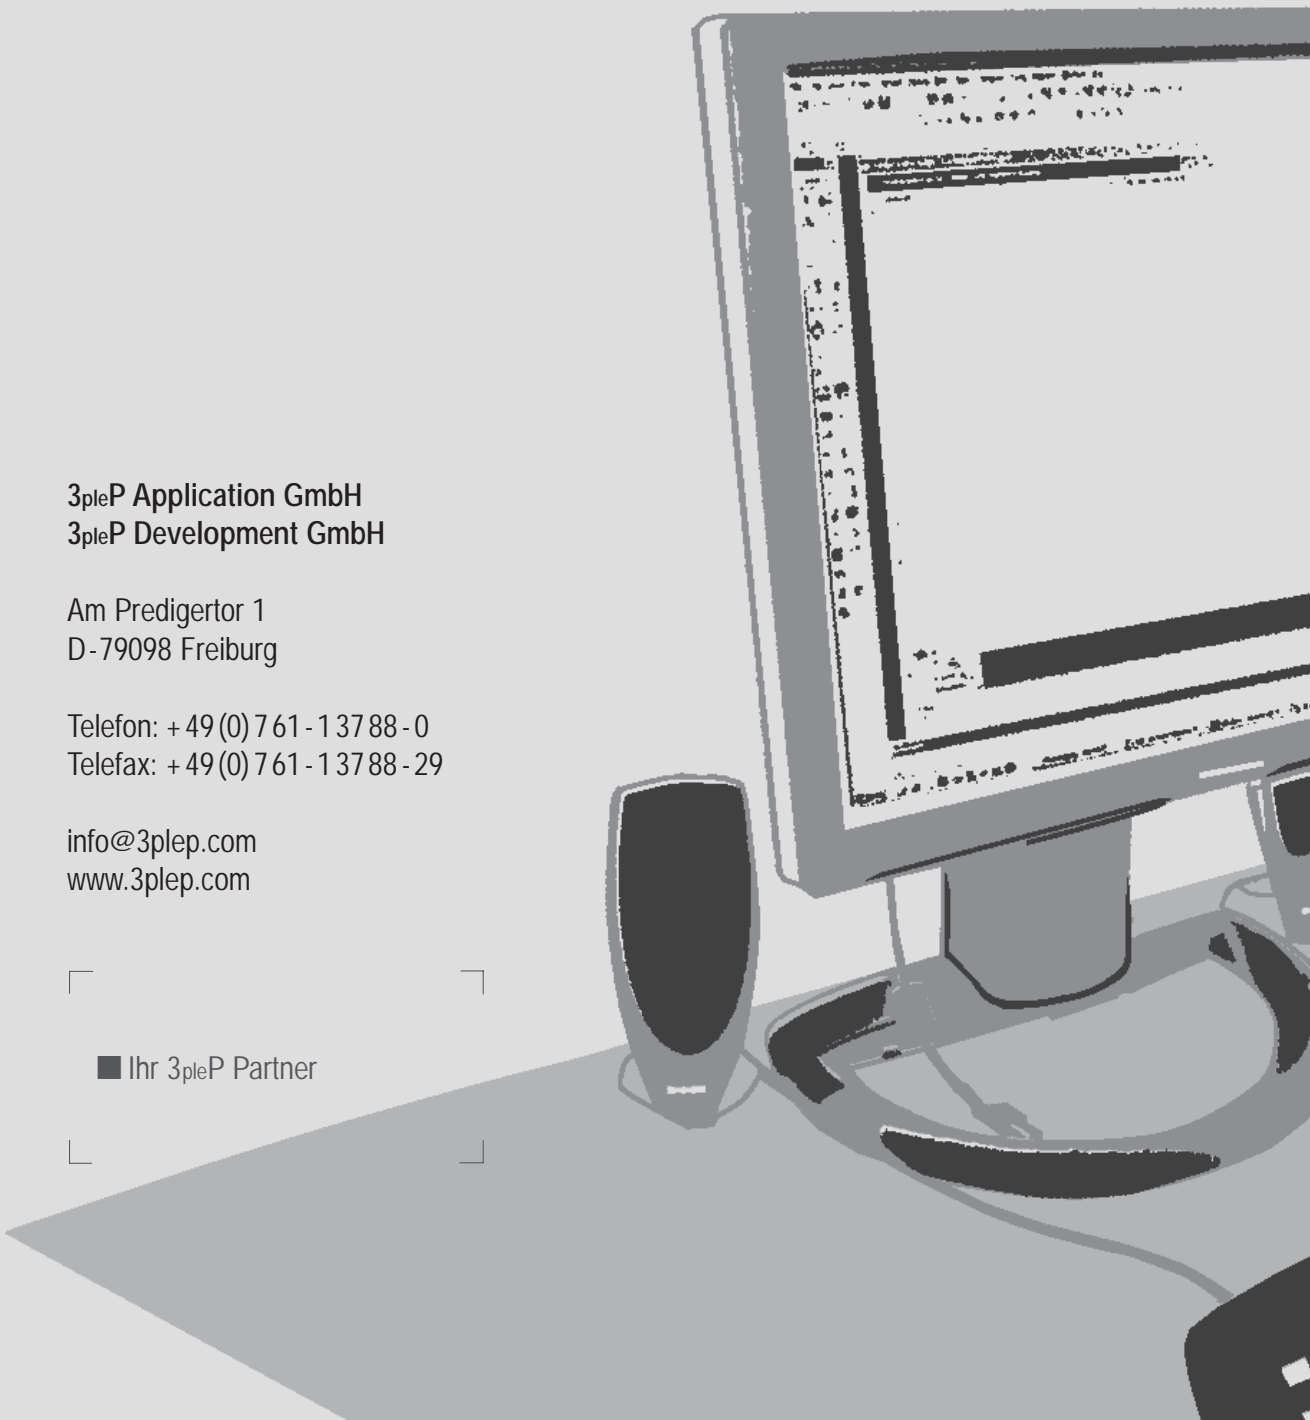 3pleP Application GmbH
3pleP Development GmbH
Am Predigertor 1
D-79098 Freiburg
Telefon: +49(0)761-13788-0
Telefax: +49(0)761-13788-29
info@3plep.com
www.3plep.com
Ihr 3pleP Partner